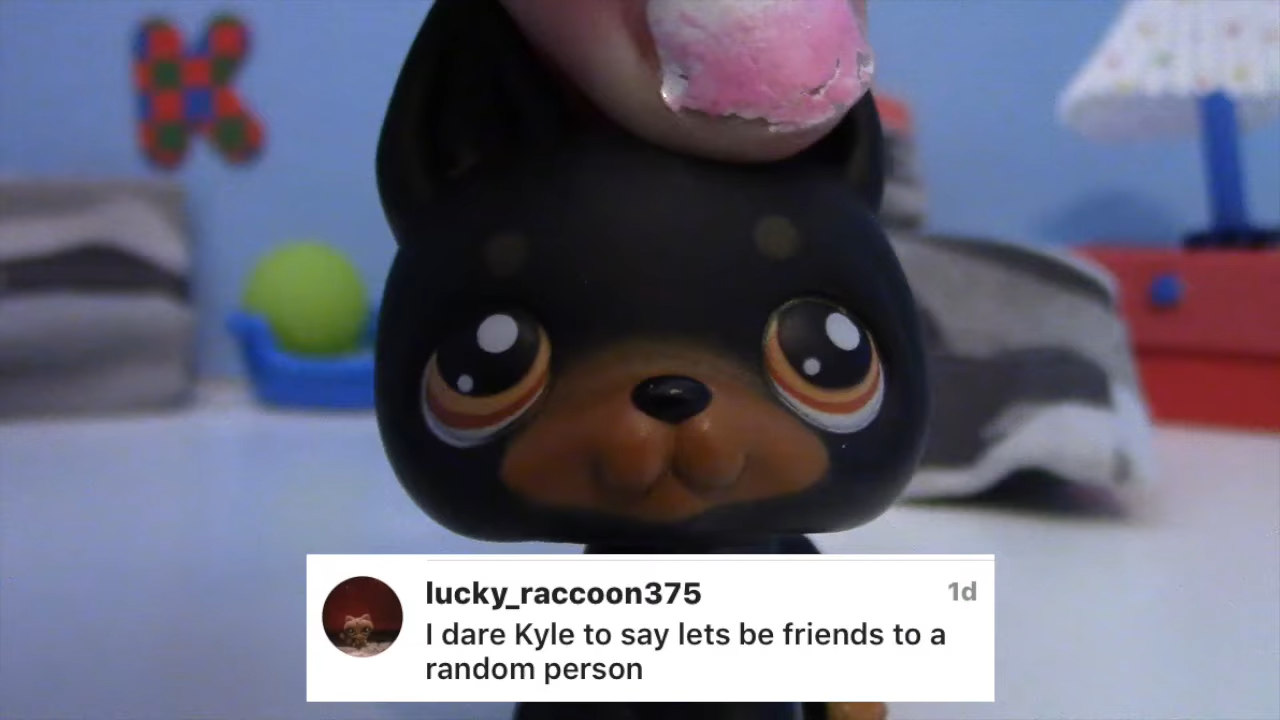 K
lucky_raccoon375 1d
I dare Kyle to say lets be friends to a
random person